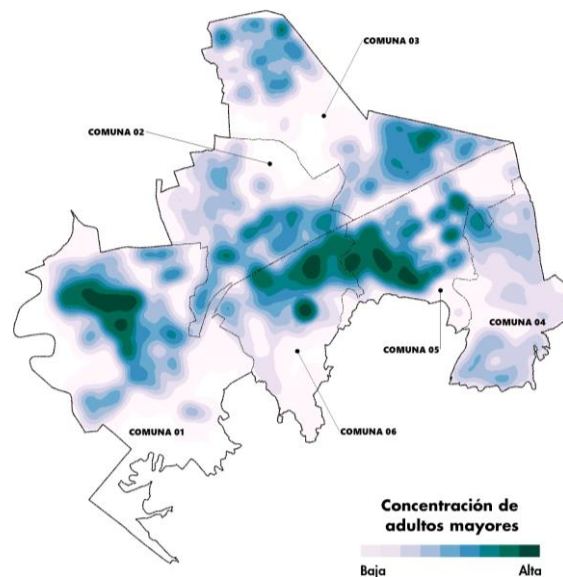 COMUNA 03
COMUNA 02
COMUNA 04
COMUNA 05
COMUNA 01
COMUNA 06
Concentración de
adultos mayores
Baja Alta